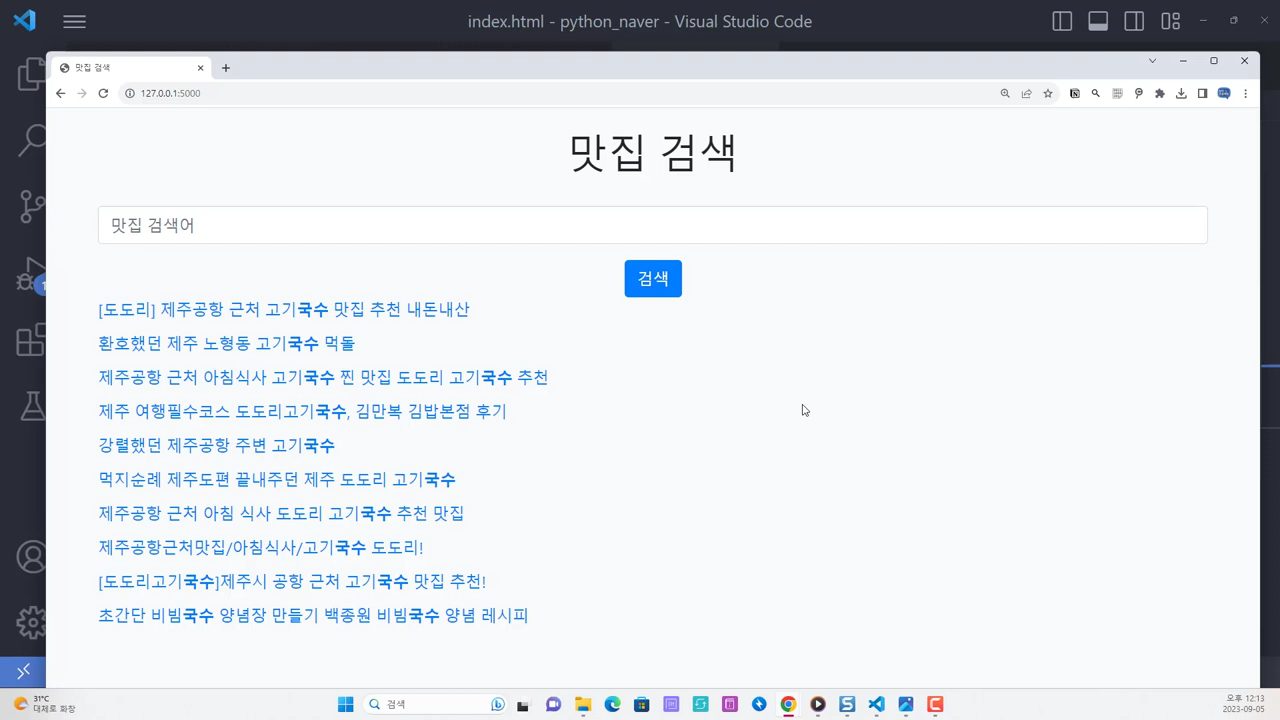 index.html - python_naver - Visual Studio Code
맛집 검색
127.0.0.1:5000
맛집 검색
맛집 검색어
검색
[도도리] 제주공항 근처 고기국수 맛집 추천 내돈내산
환호했던 제주 노형동 고기국수 먹돌
제주공항 근처 아침식사 고기국수 찐 맛집 도도리 고기국수 추천
제주 여행필수코스 도도리고기국수, 김만복 김밥본점 후기
강렬했던 제주공항 주변 고기국수
먹지순례 제주도편 끝내주던 제주 도도리 고기국수
제주공항 근처 아침 식사 도도리 고기국수 추천 맛집
제주공항근처맛집/아침식사/고기국수 도도리!
[도도리고기국수]제주시 공항 근처 고기국수 맛집 추천!
초간단 비빔국수 양념장 만들기 백종원 비빔국수 양념 레시피
31°C
대체로 화창
검색
오후 12:13
2023-09-05